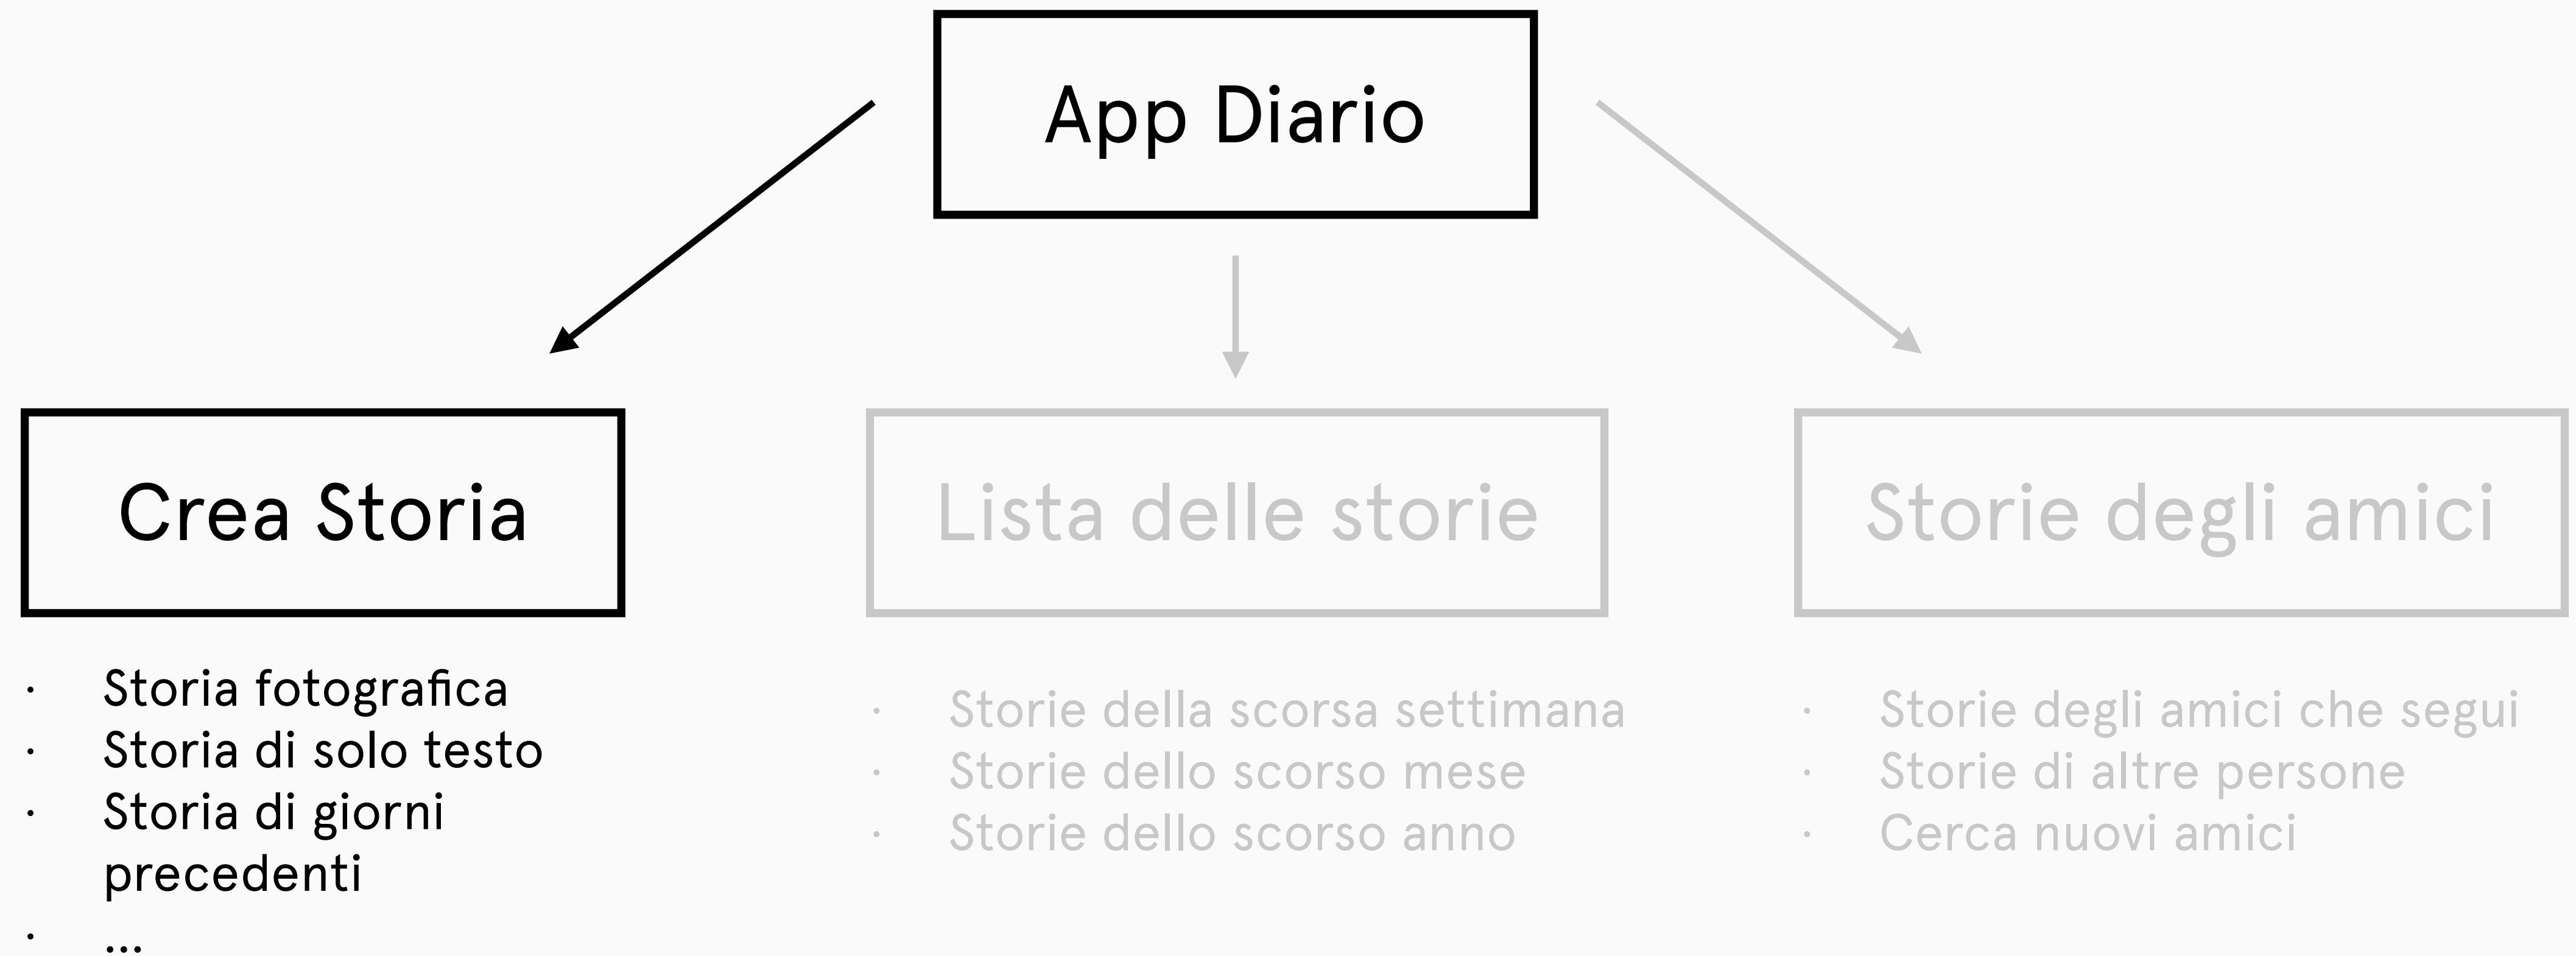 App Diario
Crea Storia
· Storia fotografica
· Storia di solo testo
· Storia di giorni
precedenti
· ...
Lista delle storie
· Storie della scorsa settimana
· Storie dello scorso mese
· Storie dello scorso anno
Storie degli amici
· Storie degli amici che segui
· Storie di altre persone
· Cerca nuovi amici